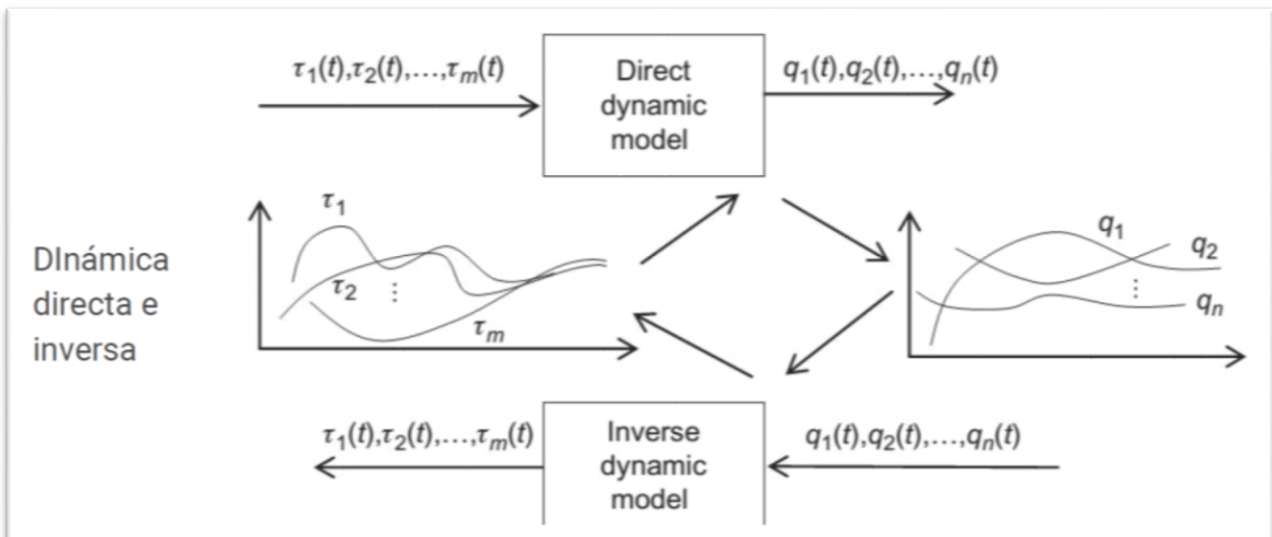 τ1(t),τ2(t),...,τm(t)
Direct
dynamic
model
q1(t),q2(t),...,qn(t)
τ1
τ2
⋮
τm
q1
q2
⋮
qn
DInámica
directa e
inversa
τ1(t),τ2(t),...,τm(t)
Inverse
dynamic
model
q1(t),q2(t),...,qn(t)